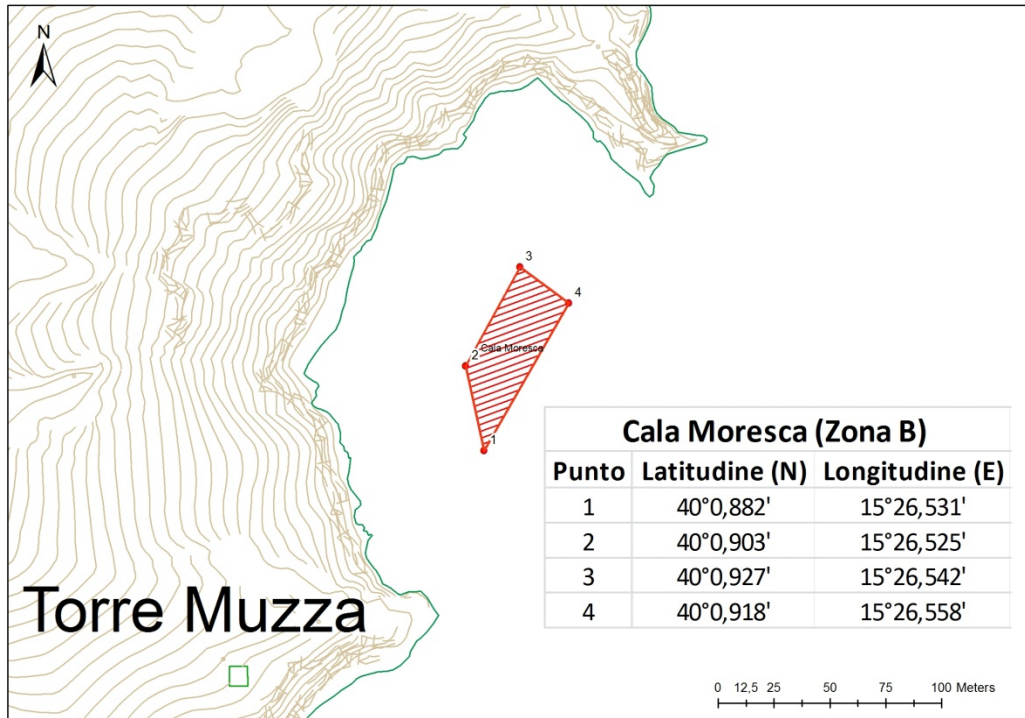 N
3
4
2
Cala Moresca
1
Cala Moresca (Zona B)
Punto Latitudine (N) Longitudine (E)
1 40°0,882' 15°26,531'
2 40°0,903' 15°26,525'
3 40°0,927' 15°26,542'
4 40°0,918' 15°26,558'
Torre Muzza
0 12,5 25 50 75 100 Meters